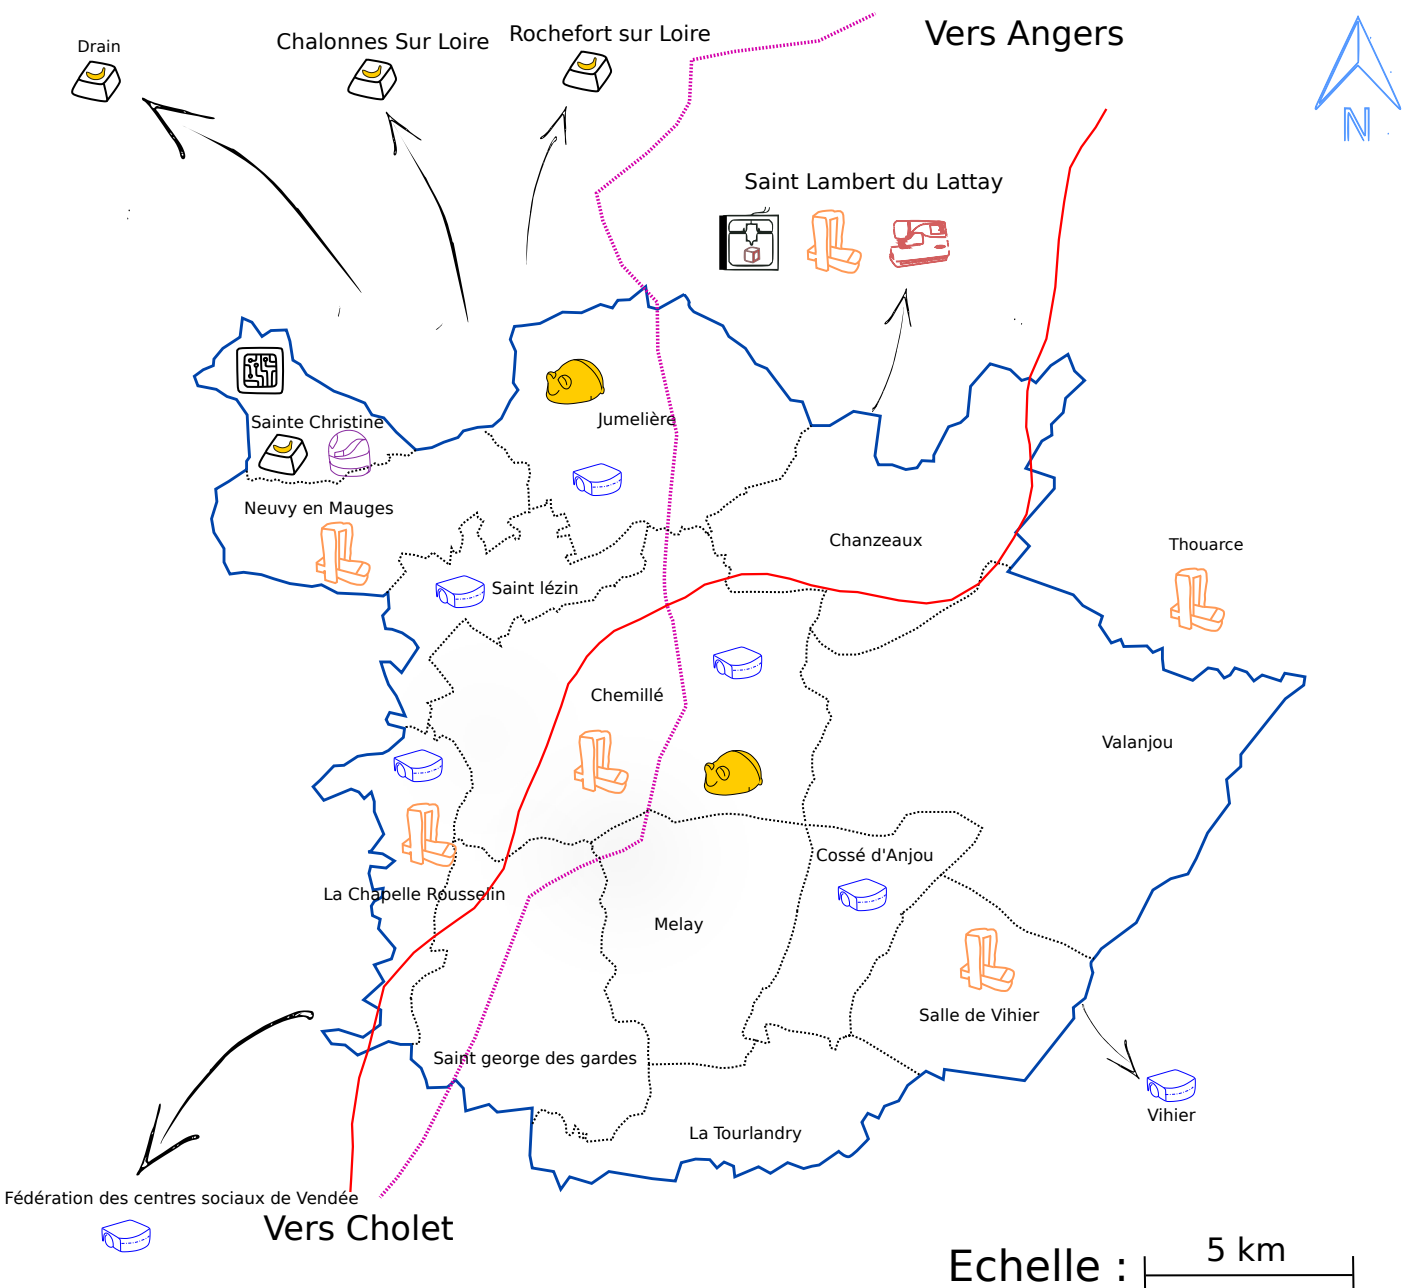 Drain
Chalonnes Sur Loire
Rochefort sur Loire
Vers Angers
N
Saint Lambert du Lattay
Sainte Christine
Jumelière
Neuvy en Mauges
Chanzeaux
Thouarce
Saint lézin
Chemillé
Valanjou
Cossé d'Anjou
La Chapelle Rousselin
Melay
Salle de Vihier
Saint george des gardes
Vihier
La Tourlandry
Fédération des centres sociaux de Vendée
Vers Cholet
Echelle : 5 km